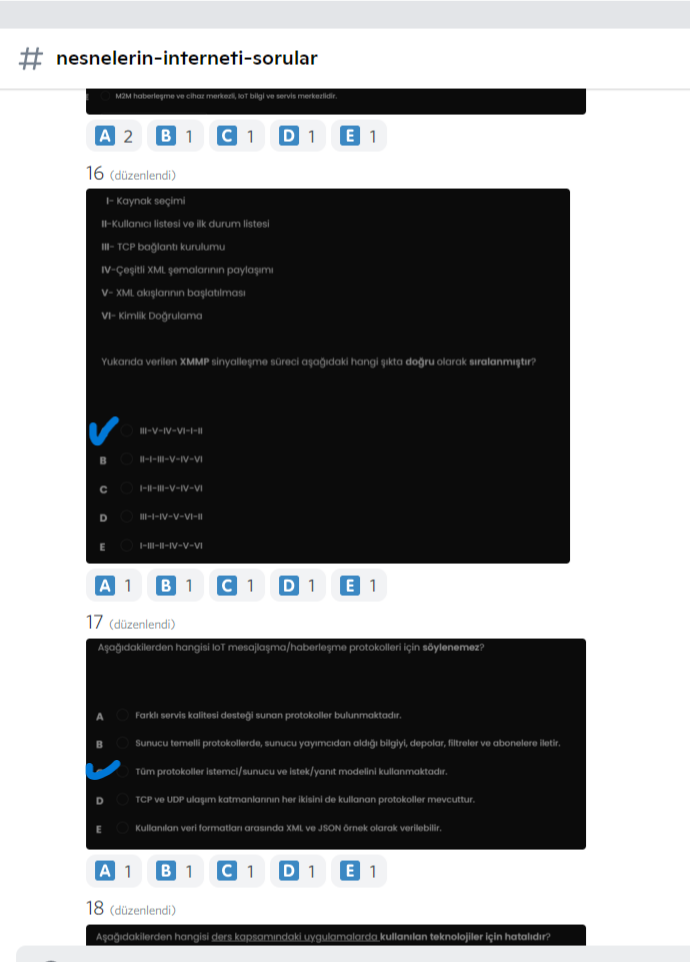 # nesnelerin-interneti-sorular
M2M haberleşme ve cihaz merkezli, IoT bilgi ve servis merkezlidir.
A 2 B 1 C 1 D 1 E 1
16 (düzenlendi)
I- Kaynak seçimi
II-Kullanıcı listesi ve ilk durum listesi
III- TCP bağlantı kurulumu
IV-Çeşitli XML şemalarının paylaşımı
V- XML akışlarının başlatılması
VI- Kimlik Doğrulama
Yukarıda verilen XMMP sinyalleşme süreci aşağıdaki hangi şıkta doğru olarak sıralanmıştır?
III-V-IV-VI-I-II
B II-I-III-V-IV-VI
C I-II-III-V-IV-VI
D III-I-IV-V-VI-II
E I-III-II-IV-V-VI
A 1 B 1 C 1 D 1 E 1
17 (düzenlendi)
Aşağıdakilerden hangisi IoT mesajlaşma/haberleşme protokolleri için söylenemez?
A Farklı servis kalitesi desteği sunan protokoller bulunmaktadır.
B Sunucu temelli protokollerde, sunucu yayımcıdan aldığı bilgiyi, depolar, filtreler ve abonelere iletir.
Tüm protokoller istemci/sunucu ve istek/yanıt modelini kullanmaktadır.
D TCP ve UDP ulaşım katmanlarının her ikisini de kullanan protokoller mevcuttur.
E Kullanılan veri formatları arasında XML ve JSON örnek olarak verilebilir.
A 1 B 1 C 1 D 1 E 1
18 (düzenlendi)
Aşağıdakilerden hangisi ders kapsamındaki uygulamalarda kullanılan teknolojiler için hatalıdır?